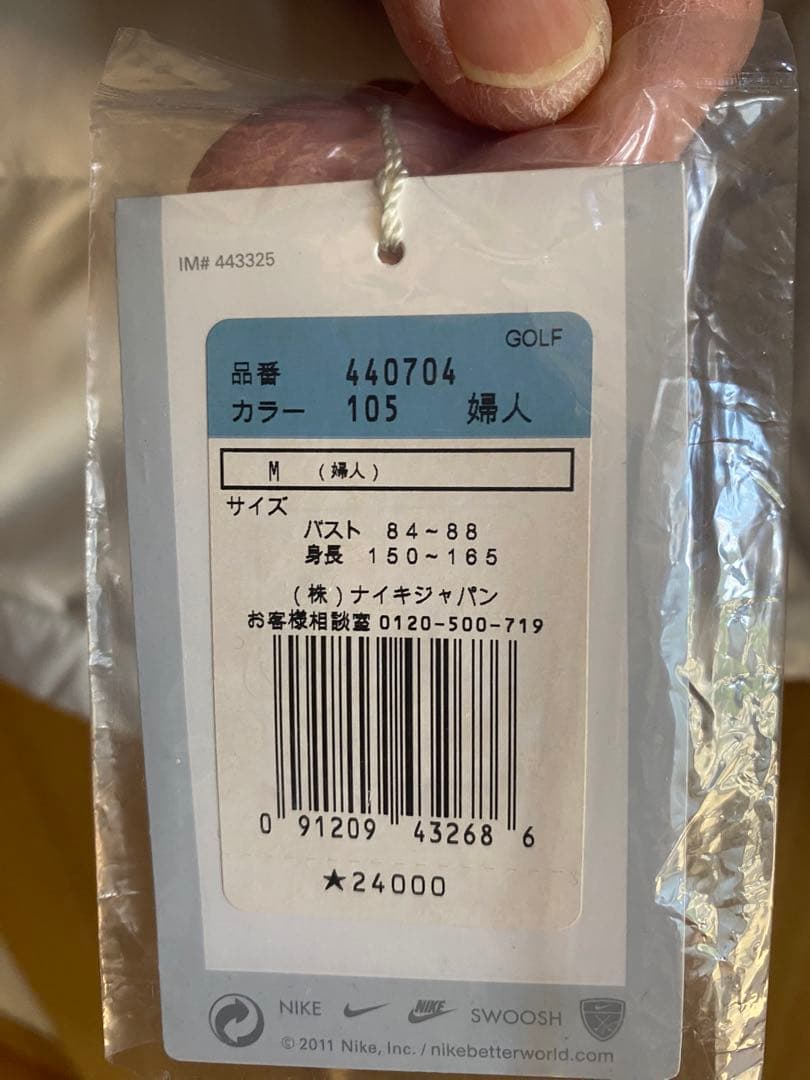 IM# 443325
GOLF
品番 440704
カラー 105 婦人
M (婦人)
サイズ
バスト 84~88
身長 150~165
(株)ナイキジャパン
お客様相談室 0120-500-719
0 91209 43268 6
★24000
NIKE NIKE SWOOSH
© 2011 Nike, Inc. / nikebetterworld.com